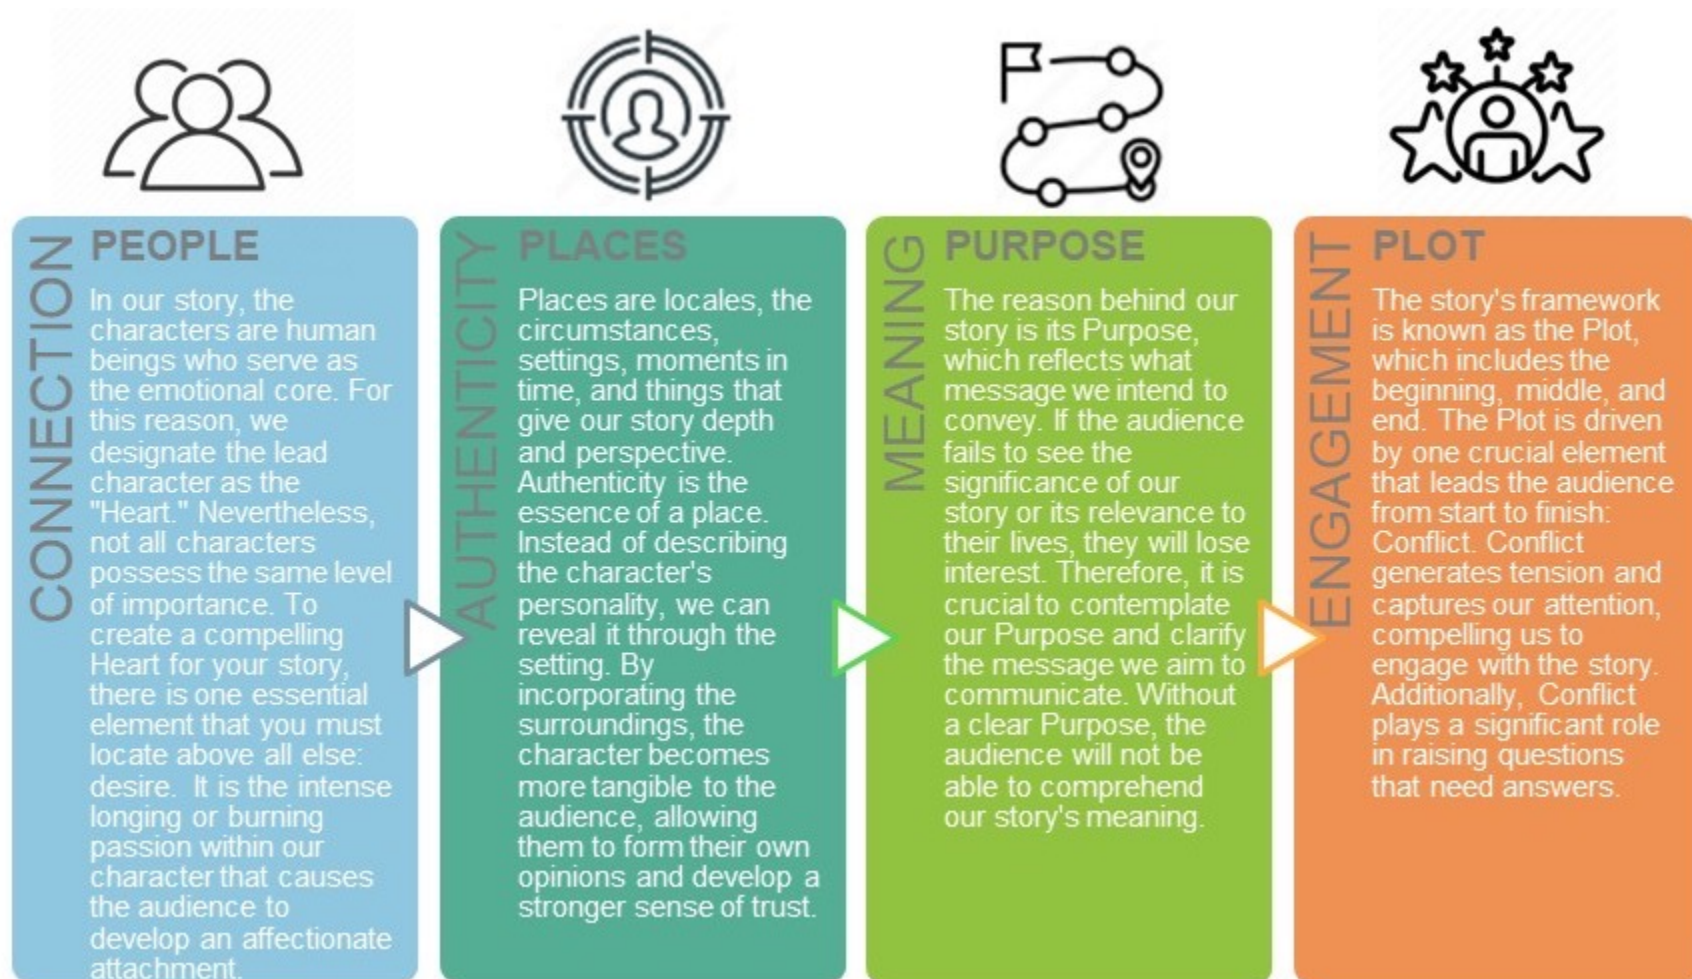 CONNECTION
PEOPLE
In our story, the
characters are human
beings who serve as
the emotional core. For
this reason, we
designate the lead
character as the
"Heart." Nevertheless,
not all characters
possess the same level
of importance. To
create a compelling
Heart for your story,
there is one essential
element that you must
locate above all else:
desire. It is the intense
longing or burning
passion within our
character that causes
the audience to
develop an affectionate
attachment.
AUTHENTICITY
PLACES
Places are locales, the
circumstances,
settings, moments in
time, and things that
give our story depth
and perspective.
Authenticity is the
essence of a place.
Instead of describing
the character's
personality, we can
reveal it through the
setting. By
incorporating the
surroundings, the
character becomes
more tangible to the
audience, allowing
them to form their own
opinions and develop a
stronger sense of trust.
MEANING
PURPOSE
The reason behind our
story is its Purpose,
which reflects what
message we intend to
convey. If the audience
fails to see the
significance of our
story or its relevance to
their lives, they will lose
interest. Therefore, it is
crucial to contemplate
our Purpose and clarify
the message we aim to
communicate. Without
a clear Purpose, the
audience will not be
able to comprehend
our story's meaning.
ENGAGEMENT
PLOT
The story's framework
is known as the Plot,
which includes the
beginning, middle, and
end. The Plot is driven
by one crucial element
that leads the audience
from start to finish:
Conflict. Conflict
generates tension and
captures our attention,
compelling us to
engage with the story.
Additionally, Conflict
plays a significant role
in raising questions
that need answers.